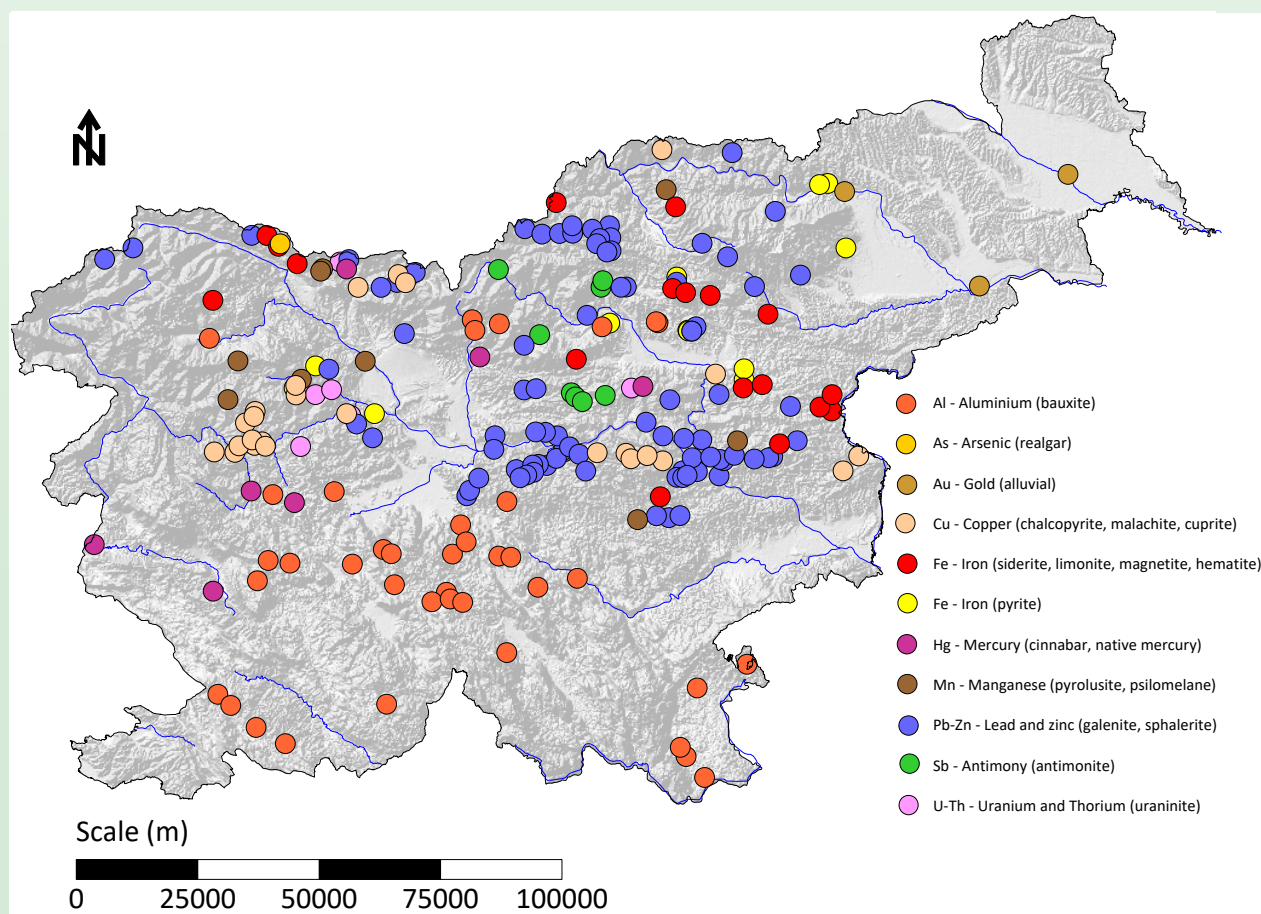 N
Al - Aluminium (bauxite)
As - Arsenic (realgar)
Au - Gold (alluvial)
Cu - Copper (chalcopyrite, malachite, cuprite)
Fe - Iron (siderite, limonite, magnetite, hematite)
Fe - Iron (pyrite)
Hg - Mercury (cinnabar, native mercury)
Mn - Manganese (pyrolusite, psilomelane)
Pb-Zn - Lead and zinc (galenite, sphalerite)
Sb - Antimony (antimonite)
U-Th - Uranium and Thorium (uraninite)
Scale (m)
0 25000 50000 75000 100000